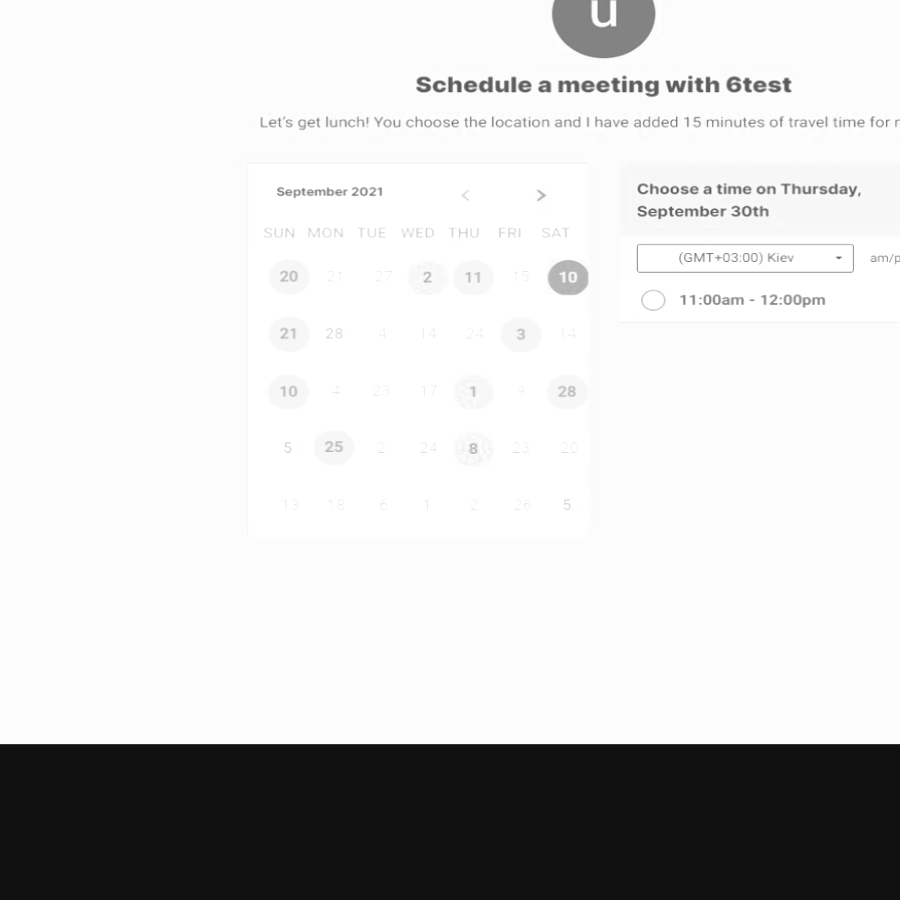 u
Schedule a meeting with 6test
Let's get lunch! You choose the location and I have added 15 minutes of travel time for
September 2021 < >
SUN MON TUE WED THU FRI SAT
20 21 27 2 11 15 10
21 28 4 14 24 3 14
10 4 23 17 1 9 28
5 25 2 24 8 23 20
13 18 6 1 2 26 5
Choose a time on Thursday,
September 30th
(GMT+03:00) Kiev am/p
11:00am - 12:00pm